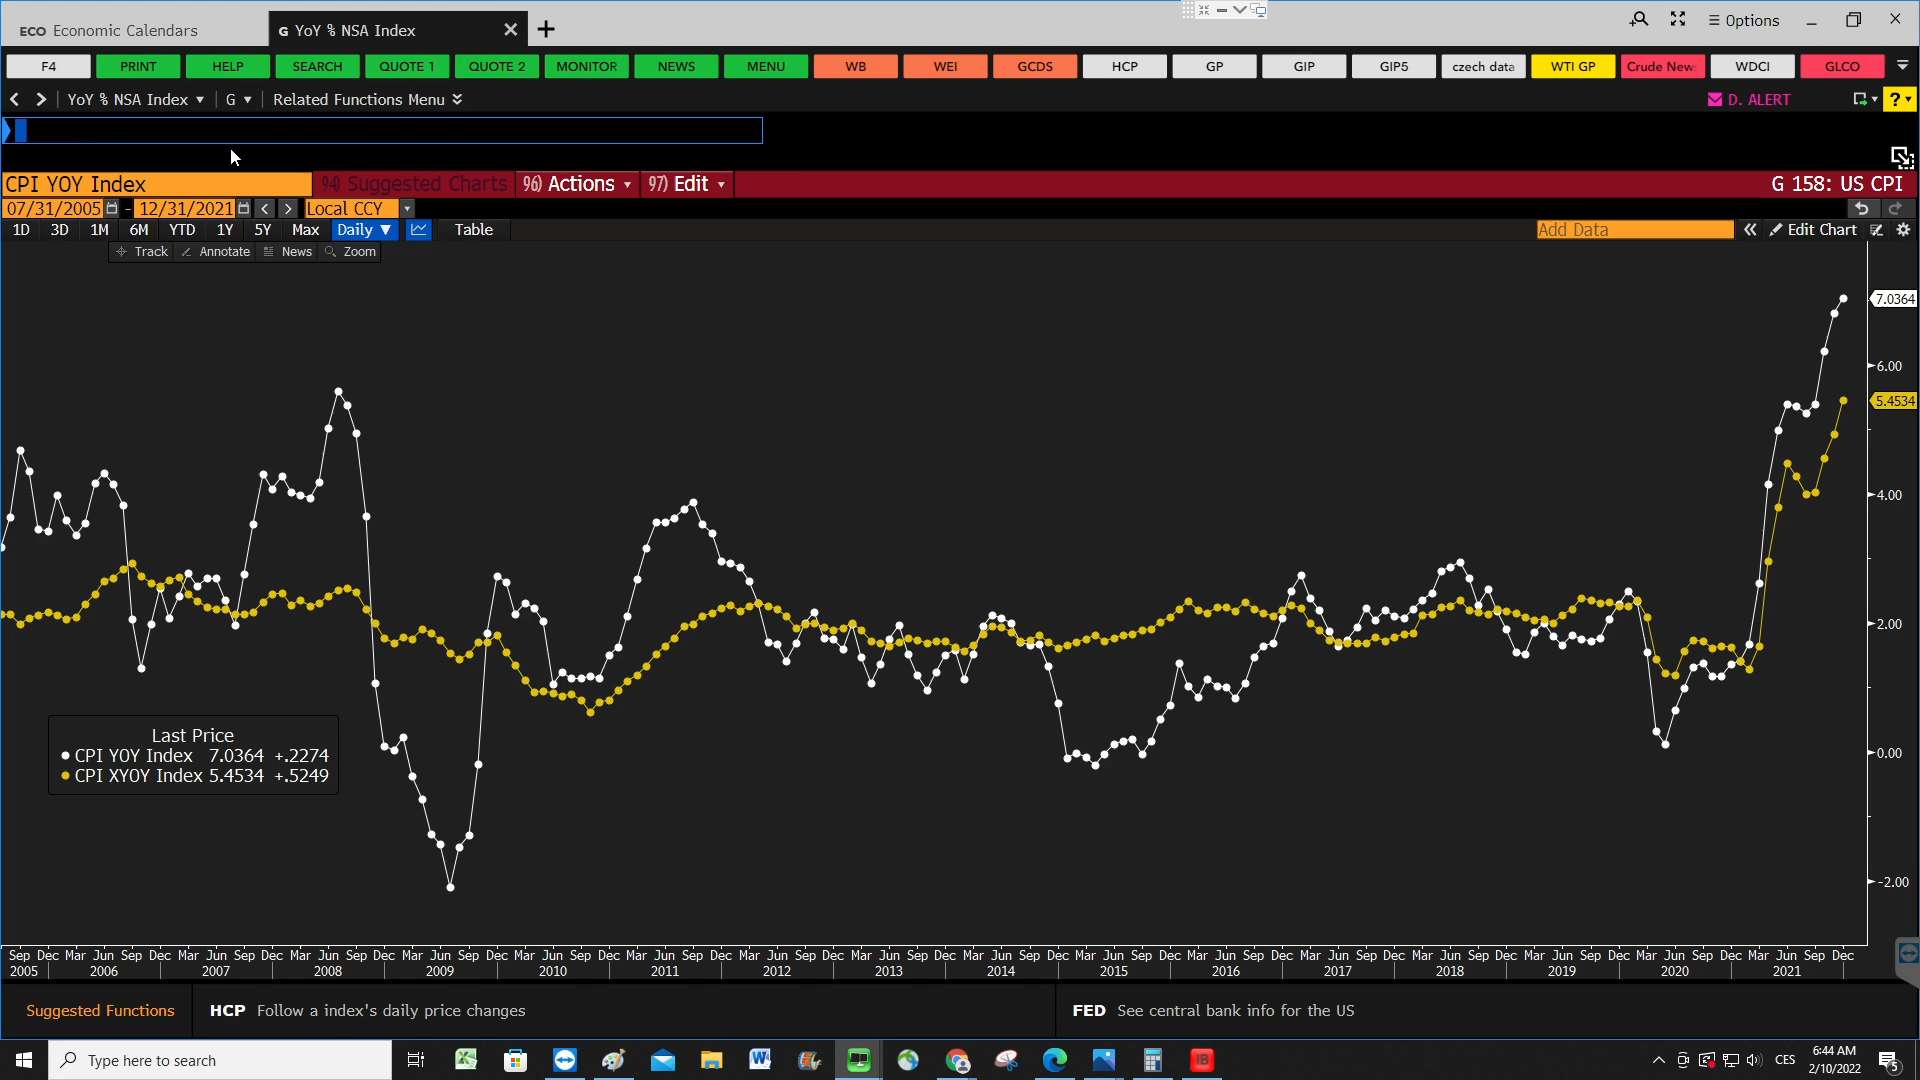 ECO Economic Calendars
G YoY % NSA Index
Options
F4 PRINT HELP SEARCH QUOTE 1 QUOTE 2 MONITOR NEWS MENU WB WEI GCDS HCP GP GIP GIP5 czech data WTI GP Crude News WDCI GLCO
YoY % NSA Index G Related Functions Menu
D. ALERT
?
CPI YOY Index 94) Suggested Charts 96) Actions 97) Edit G 158: US CPI
07/31/2005 - 12/31/2021 Local CCY
1D 3D 1M 6M YTD 1Y 5Y Max Daily Table Add Data Edit Chart
Track Annotate News Zoom
7.0364
6.00
5.4534
4.00
2.00
0.00
-2.00
Last Price
CPI YOY Index 7.0364 +.2274
CPI XYOY Index 5.4534 +.5249
Sep Dec Mar Jun Sep Dec Mar Jun Sep Dec Mar Jun Sep Dec Mar Jun Sep Dec Mar Jun Sep Dec Mar Jun Sep Dec Mar Jun Sep Dec Mar Jun Sep Dec Mar Jun Sep Dec Mar Jun Sep Dec Mar Jun Sep Dec Mar Jun Sep Dec Mar Jun Sep Dec Mar Jun Sep Dec Mar Jun Sep Dec Mar Jun Sep Dec Mar Jun Sep Dec
2005 2006 2007 2008 2009 2010 2011 2012 2013 2014 2015 2016 2017 2018 2019 2020 2021
Suggested Functions HCP Follow a index's daily price changes FED See central bank info for the US
Type here to search
CES
6:44 AM
2/10/2022
5
IB